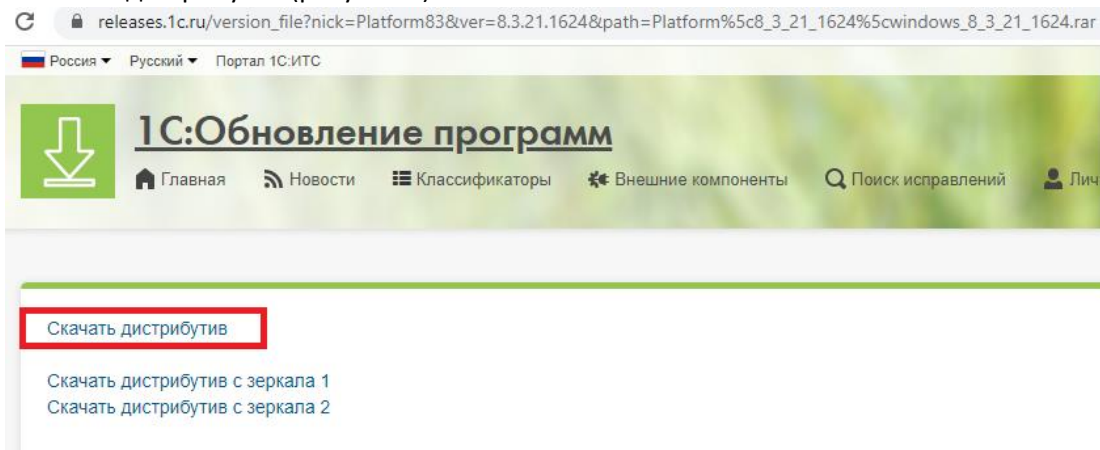 releases.1c.ru/version_file?nick=Platform83&ver=8.3.21.1624&path=Platform%5c8_3_21_1624%5cwindows_8_3_21_1624.rar
Россия Русский Портал 1С:ИТС
1С:Обновление программ
Главная Новости Классификаторы Внешние компоненты Поиск исправлений Лич
Скачать дистрибутив
Скачать дистрибутив с зеркала 1
Скачать дистрибутив с зеркала 2